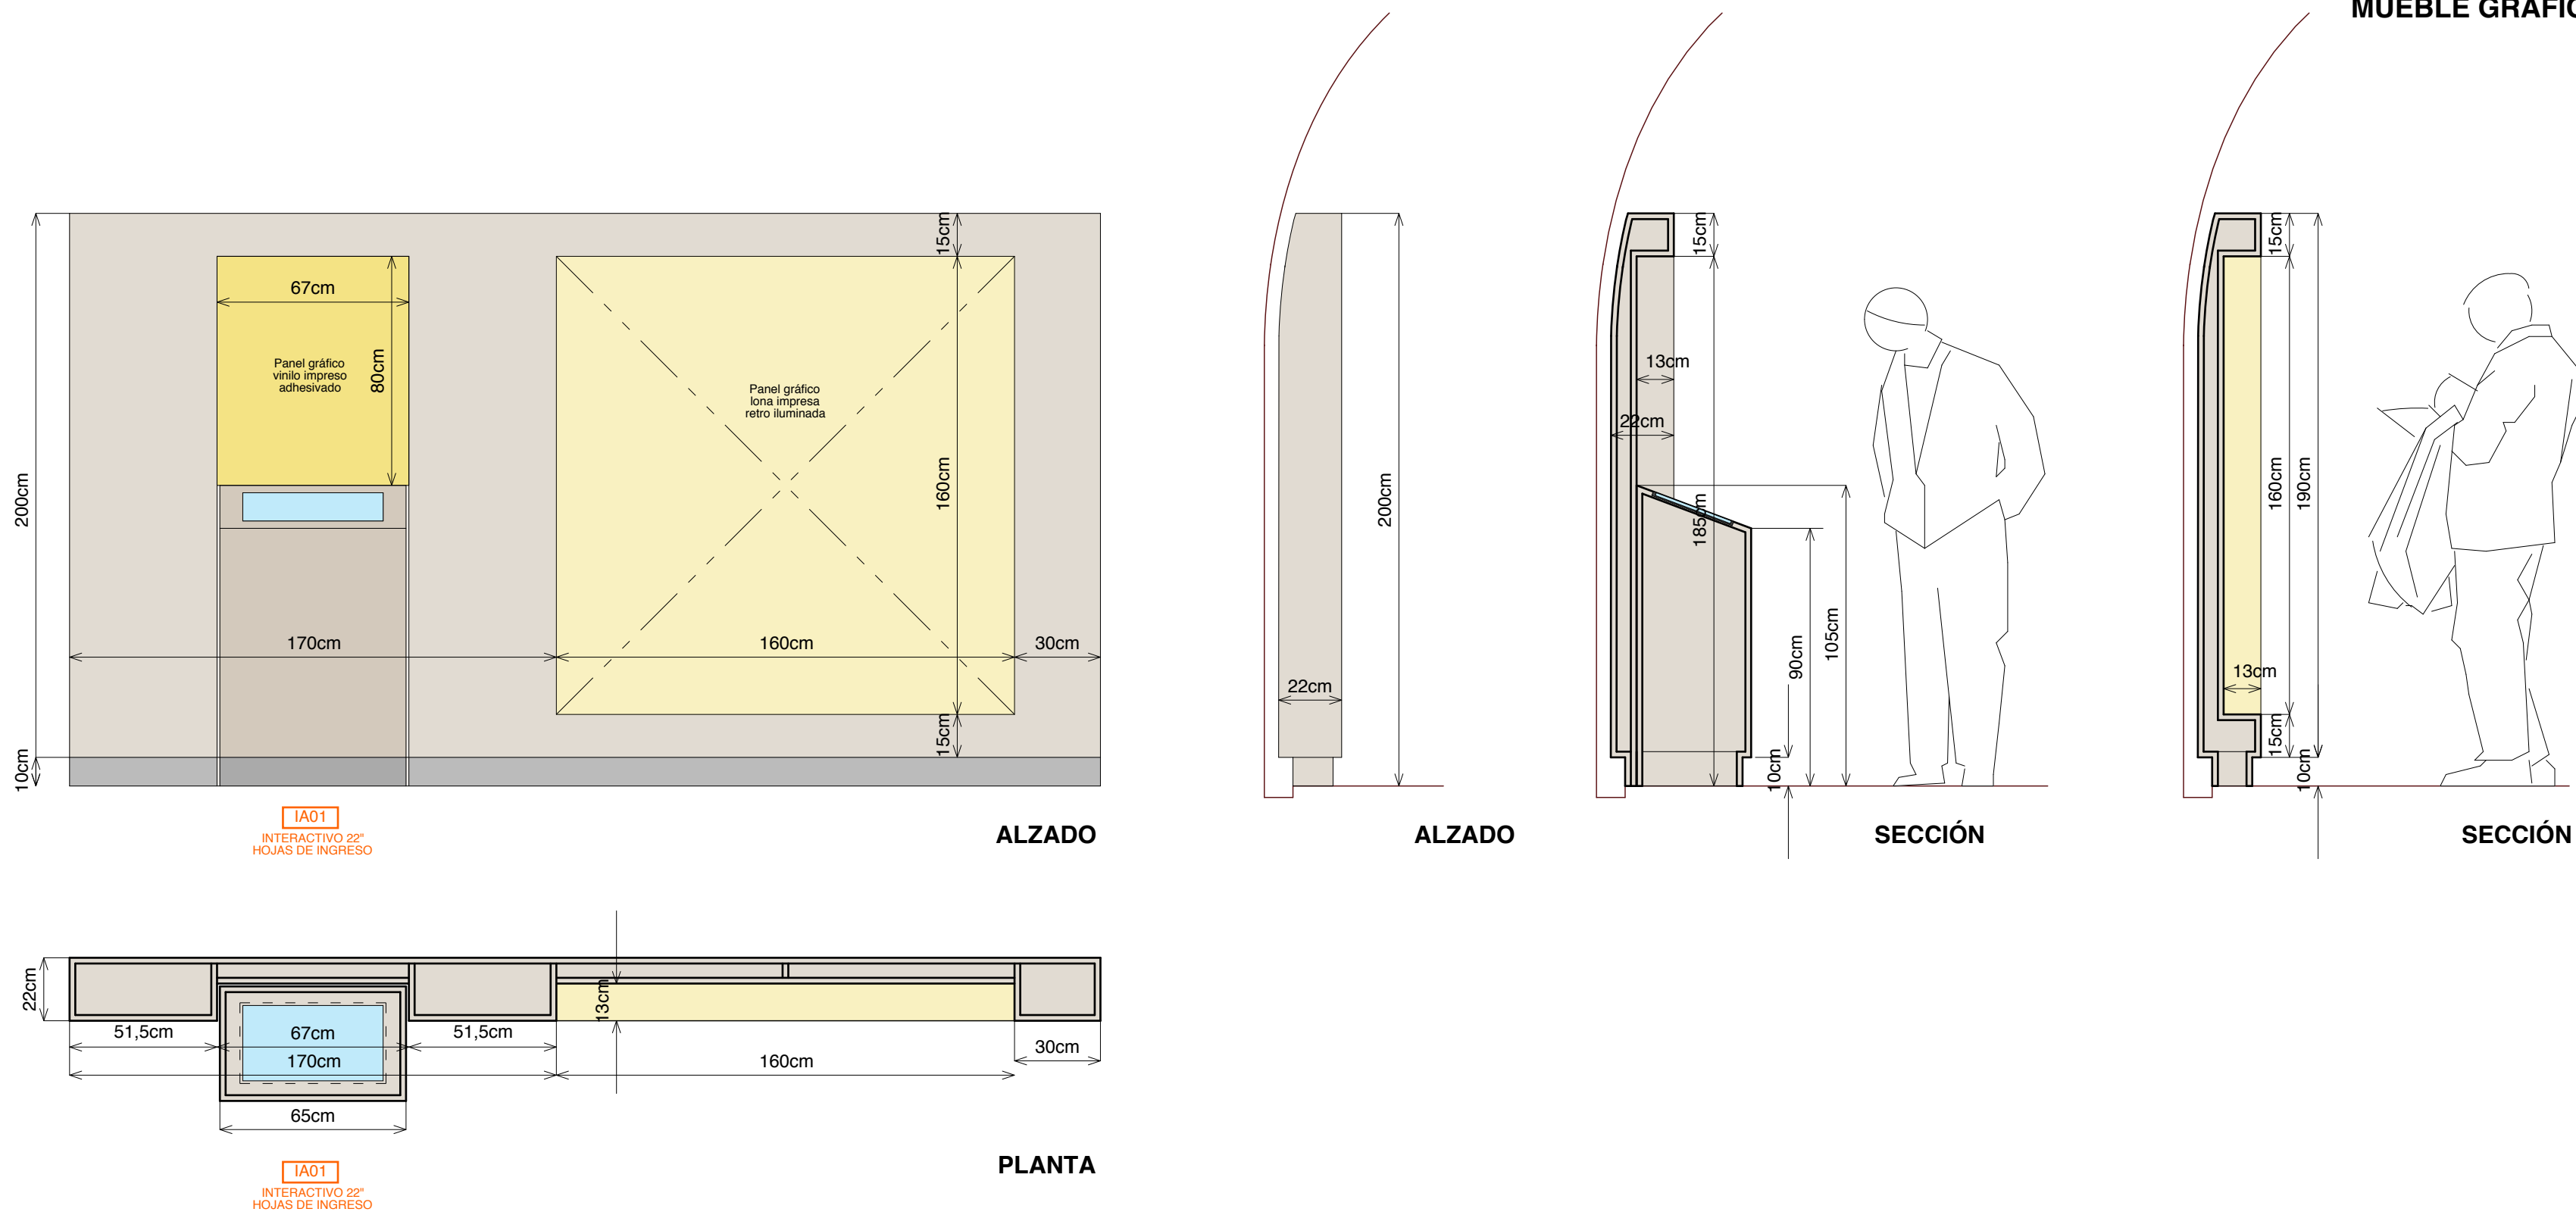 MUEBLE GRÁFIC
15cm
67cm
80cm
Panel gráfico
vinilo impreso
adhesivado
Panel gráfico
lona impresa
retro iluminada
200cm
160cm
170cm
160cm
30cm
15cm
10cm
IA01
INTERACTIVO 22"
HOJAS DE INGRESO
ALZADO
200cm
22cm
ALZADO
15cm
13cm
22cm
185cm
105cm
90cm
10cm
SECCIÓN
15cm
160cm
190cm
13cm
15cm
10cm
SECCIÓN
22cm
13cm
51,5cm
67cm
51,5cm
170cm
160cm
30cm
65cm
PLANTA
IA01
INTERACTIVO 22"
HOJAS DE INGRESO